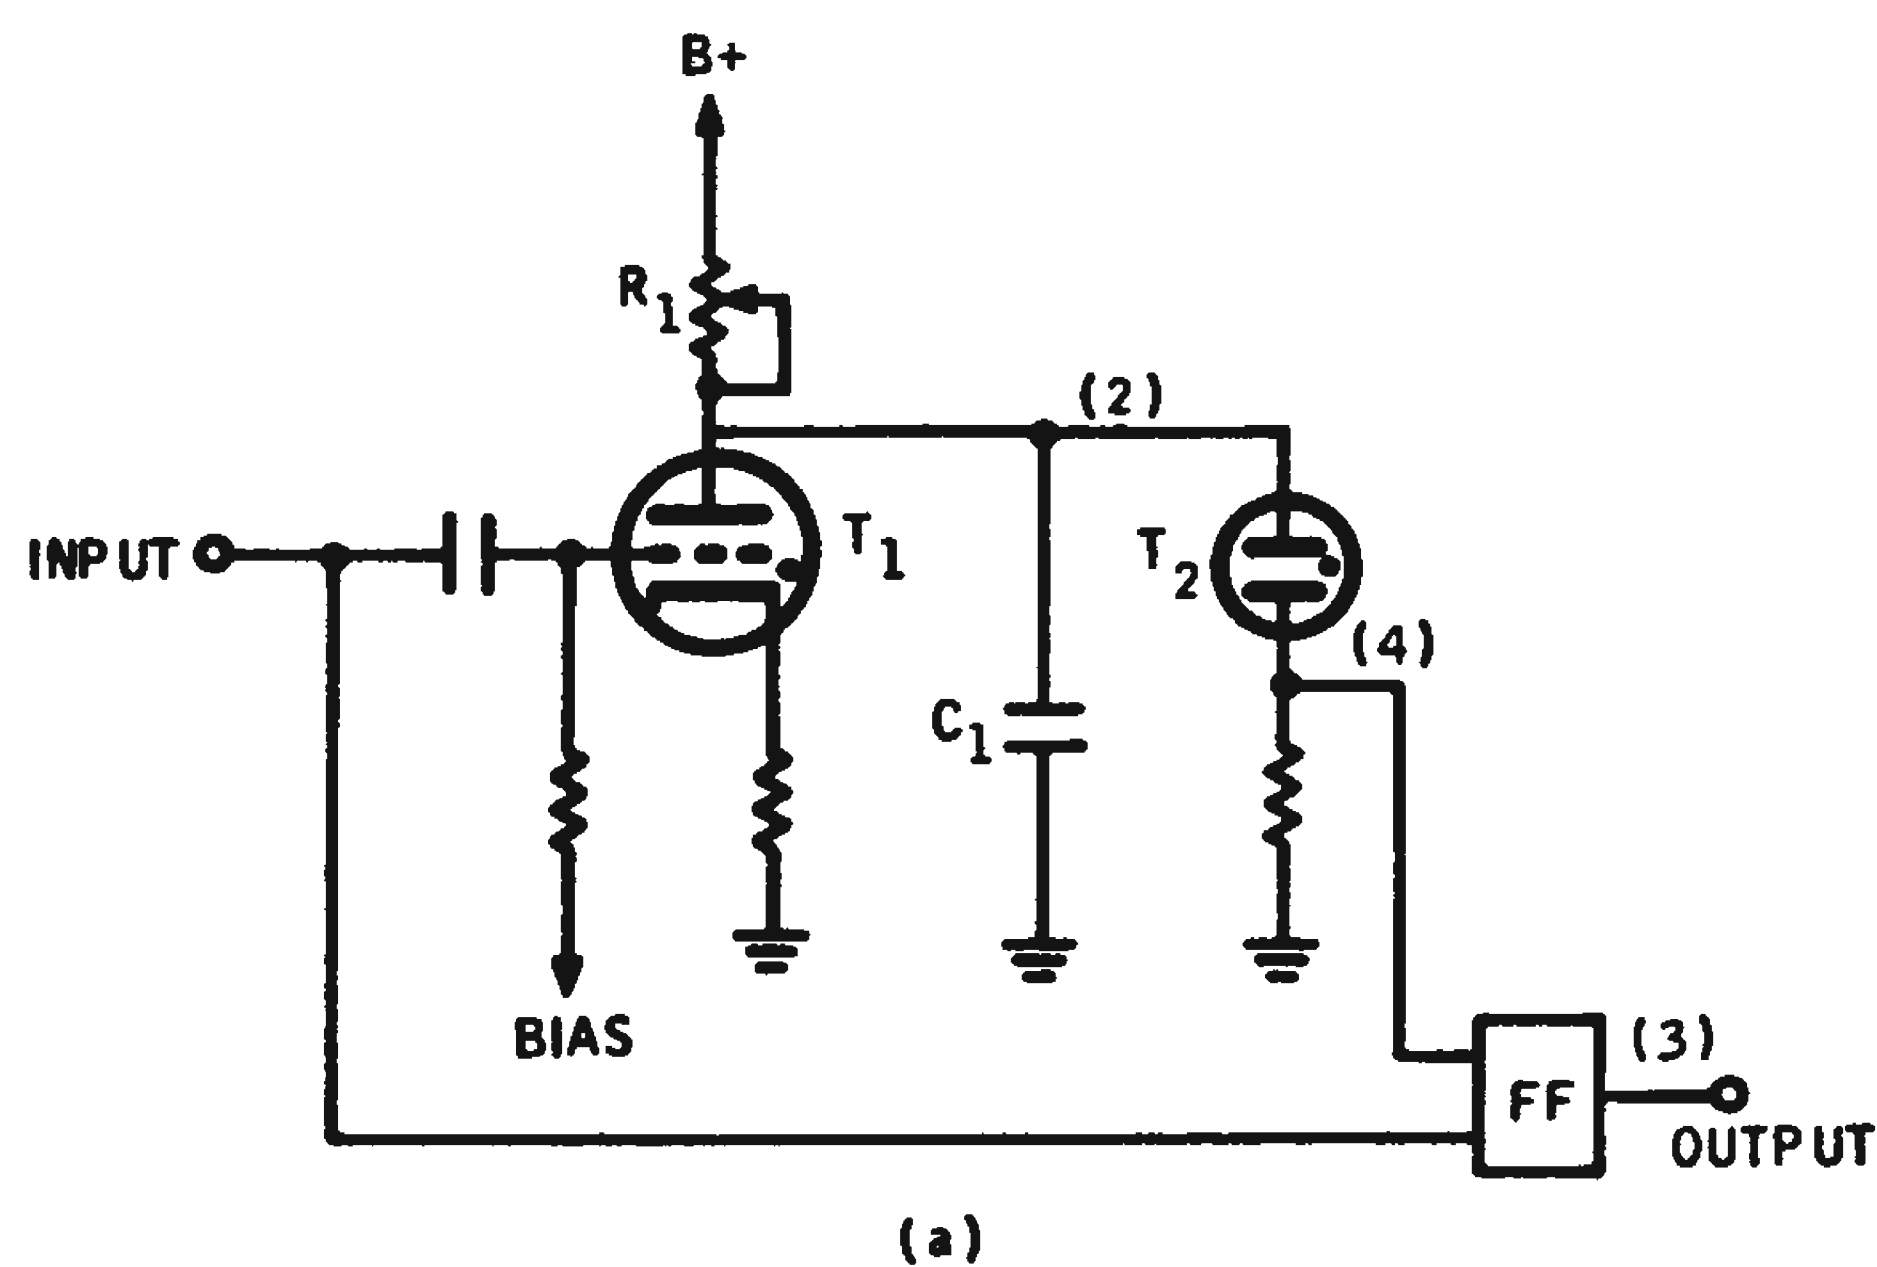 B+
R1
(2)
INPUT
T1
T2
(4)
C1
BIAS
(3)
FF
OUTPUT
(a)